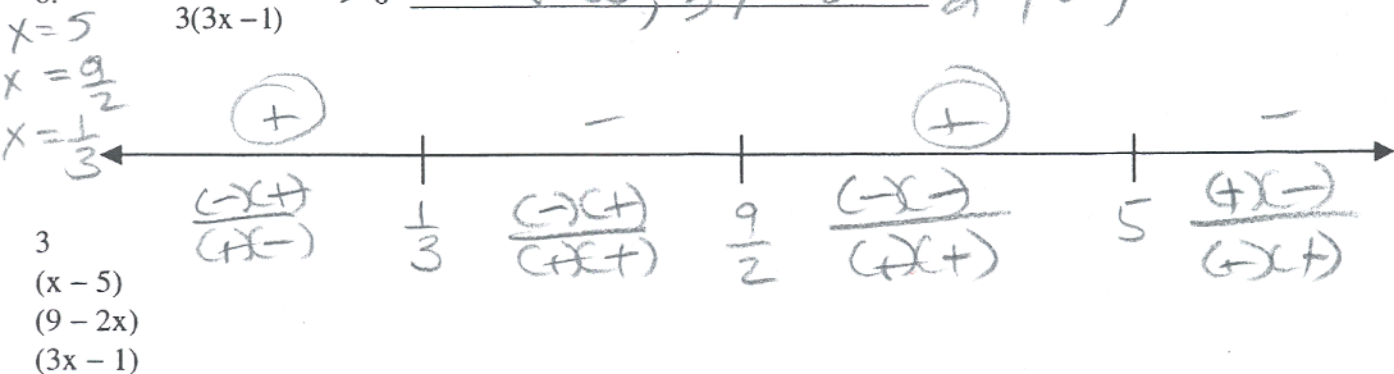 3(3x – 1)
x = 5
x = 9/2
x = 1/3
+ – + –
(-)(+)/(+)(-) 1/3 (-)(+)/(+)(+) 9/2 (-)(-)/(+)(+) 5 (+)(-)/(+)(+)
3
(x – 5)
(9 – 2x)
(3x – 1)